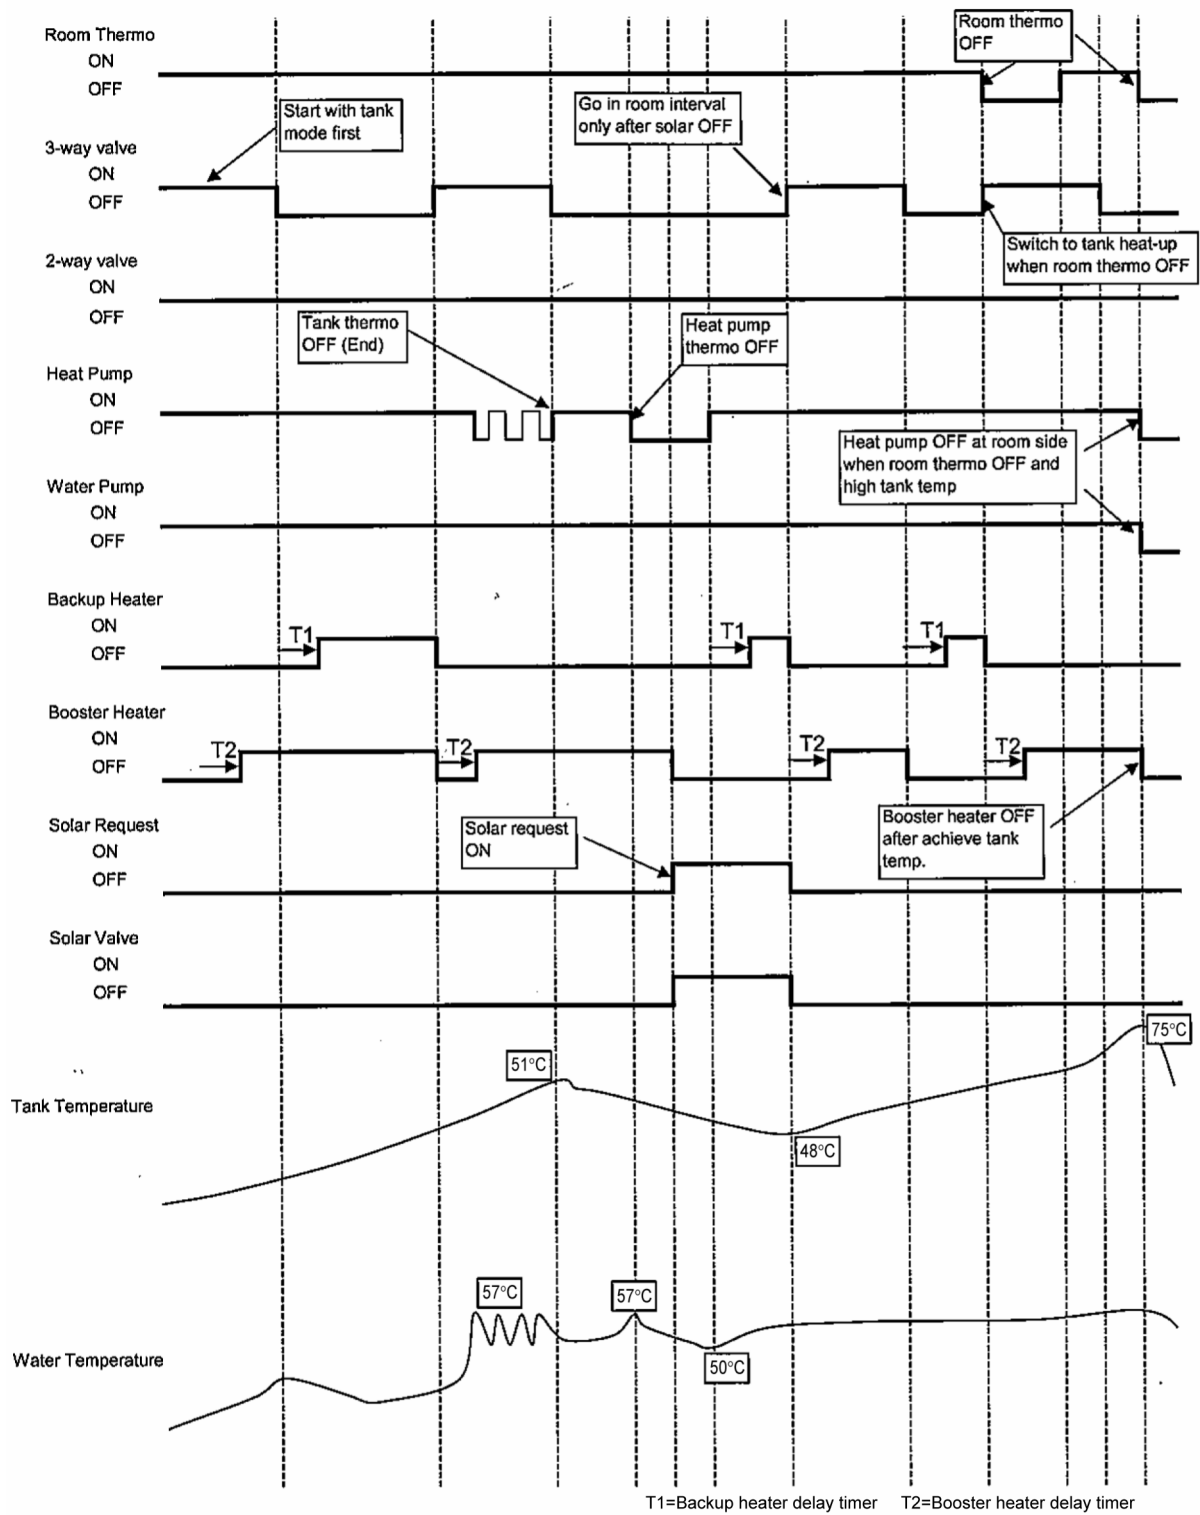 Room Thermo
ON
OFF
Room thermo
OFF
Start with tank
mode first
Go in room interval
only after solar OFF
3-way valve
ON
OFF
Switch to tank heat-up
when room thermo OFF
2-way valve
ON
OFF
Tank thermo
OFF (End)
Heat pump
thermo OFF
Heat Pump
ON
OFF
Heat pump OFF at room side
when room thermo OFF and
high tank temp
Water Pump
ON
OFF
Backup Heater
ON
OFF
T1
T1
T1
Booster Heater
ON
OFF
T2
T2
T2
T2
Booster heater OFF
after achieve tank
temp.
Solar Request
ON
OFF
Solar request
ON
Solar Valve
ON
OFF
75°C
51°C
Tank Temperature
48°C
57°C
57°C
Water Temperature
50°C
T1=Backup heater delay timer
T2=Booster heater delay timer